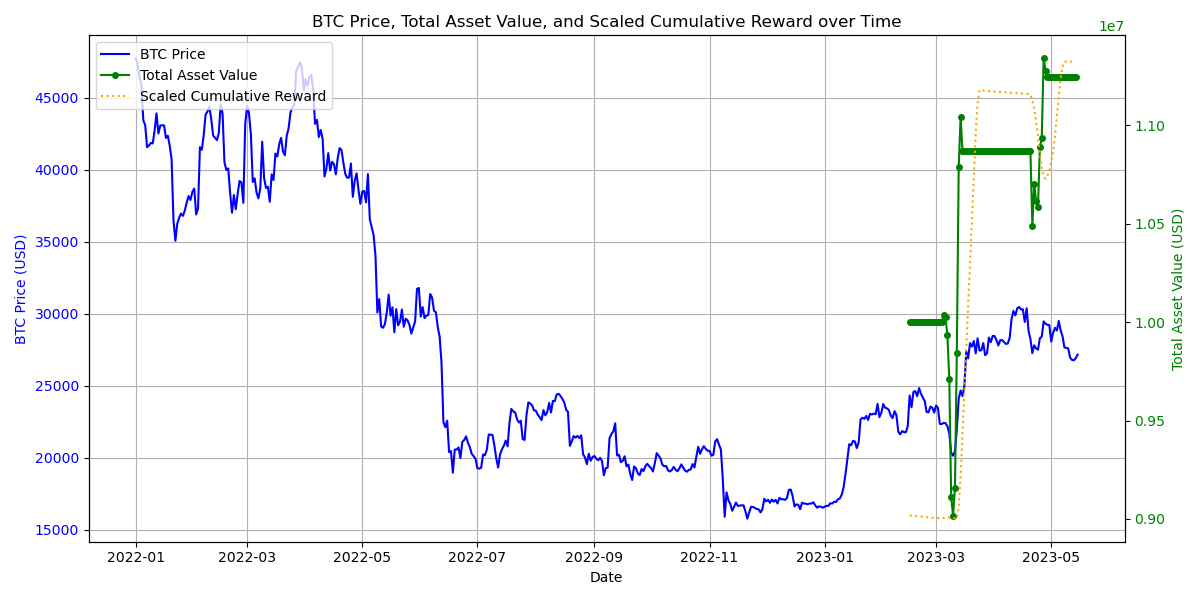 BTC Price, Total Asset Value, and Scaled Cumulative Reward over Time
1e7
BTC Price
Total Asset Value
Scaled Cumulative Reward
45000
40000
35000
30000
25000
20000
15000
BTC Price (USD)
1.10
1.05
1.00
0.95
0.90
Total Asset Value (USD)
2022-01 2022-03 2022-05 2022-07 2022-09 2022-11 2023-01 2023-03 2023-05
Date